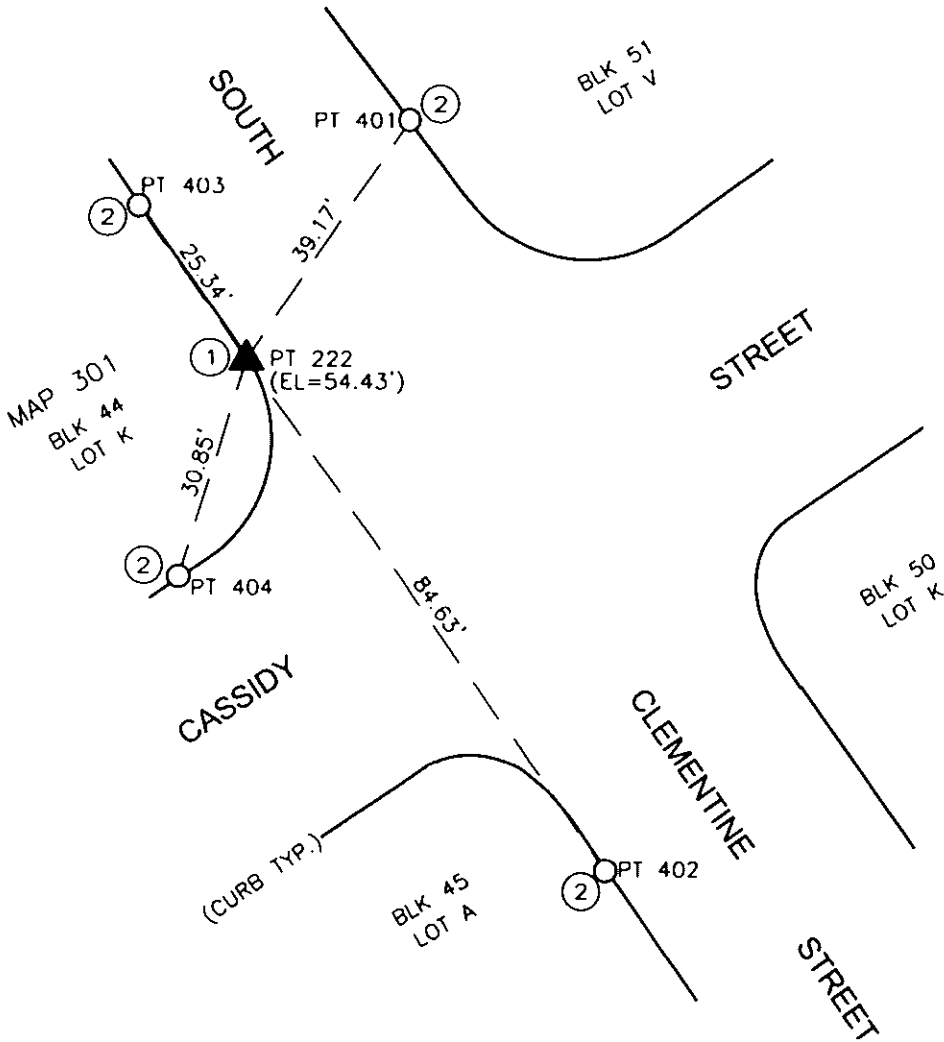 BLK 51
LOT V
SOUTH
PT 401
2
PT 403
2
39.17'
25.34'
1
PT 222
(EL=54.43')
STREET
MAP 301
BLK 44
LOT K
30.85'
2
PT 404
84.63'
BLK 50
LOT K
CASSIDY
CLEMENTINE
(CURB TYP.)
PT 402
2
BLK 45
LOT A
STREET